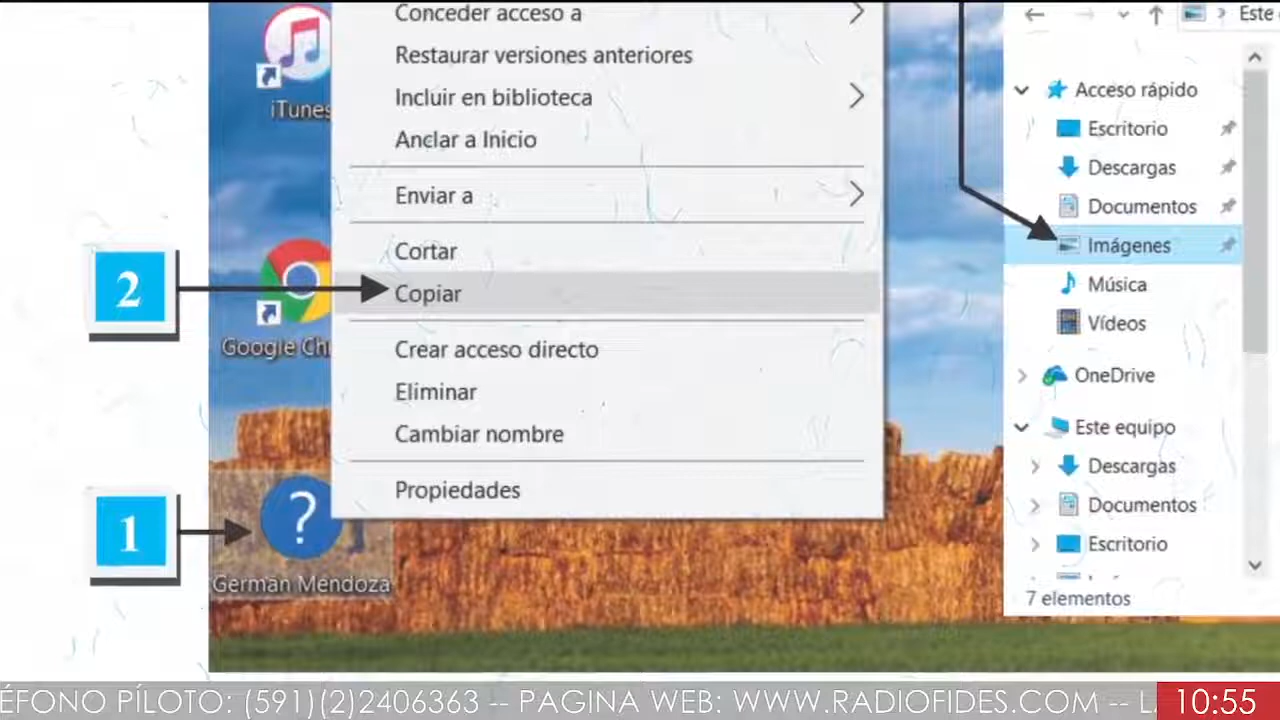 iTunes
Google Ch
2
1
German Mendoza
Conceder acceso a
Restaurar versiones anteriores
Incluir en biblioteca
Anclar a Inicio
Enviar a
Cortar
Copiar
Crear acceso directo
Eliminar
Cambiar nombre
Propiedades
Este
Acceso rápido
Escritorio
Descargas
Documentos
Imágenes
Música
Vídeos
OneDrive
Este equipo
Descargas
Documentos
Escritorio
7 elementos
ÉFONO PÍLOTO: (591)(2)2406363 -- PAGINA WEB: WWW.RADIOFIDES.COM -- L
10:55